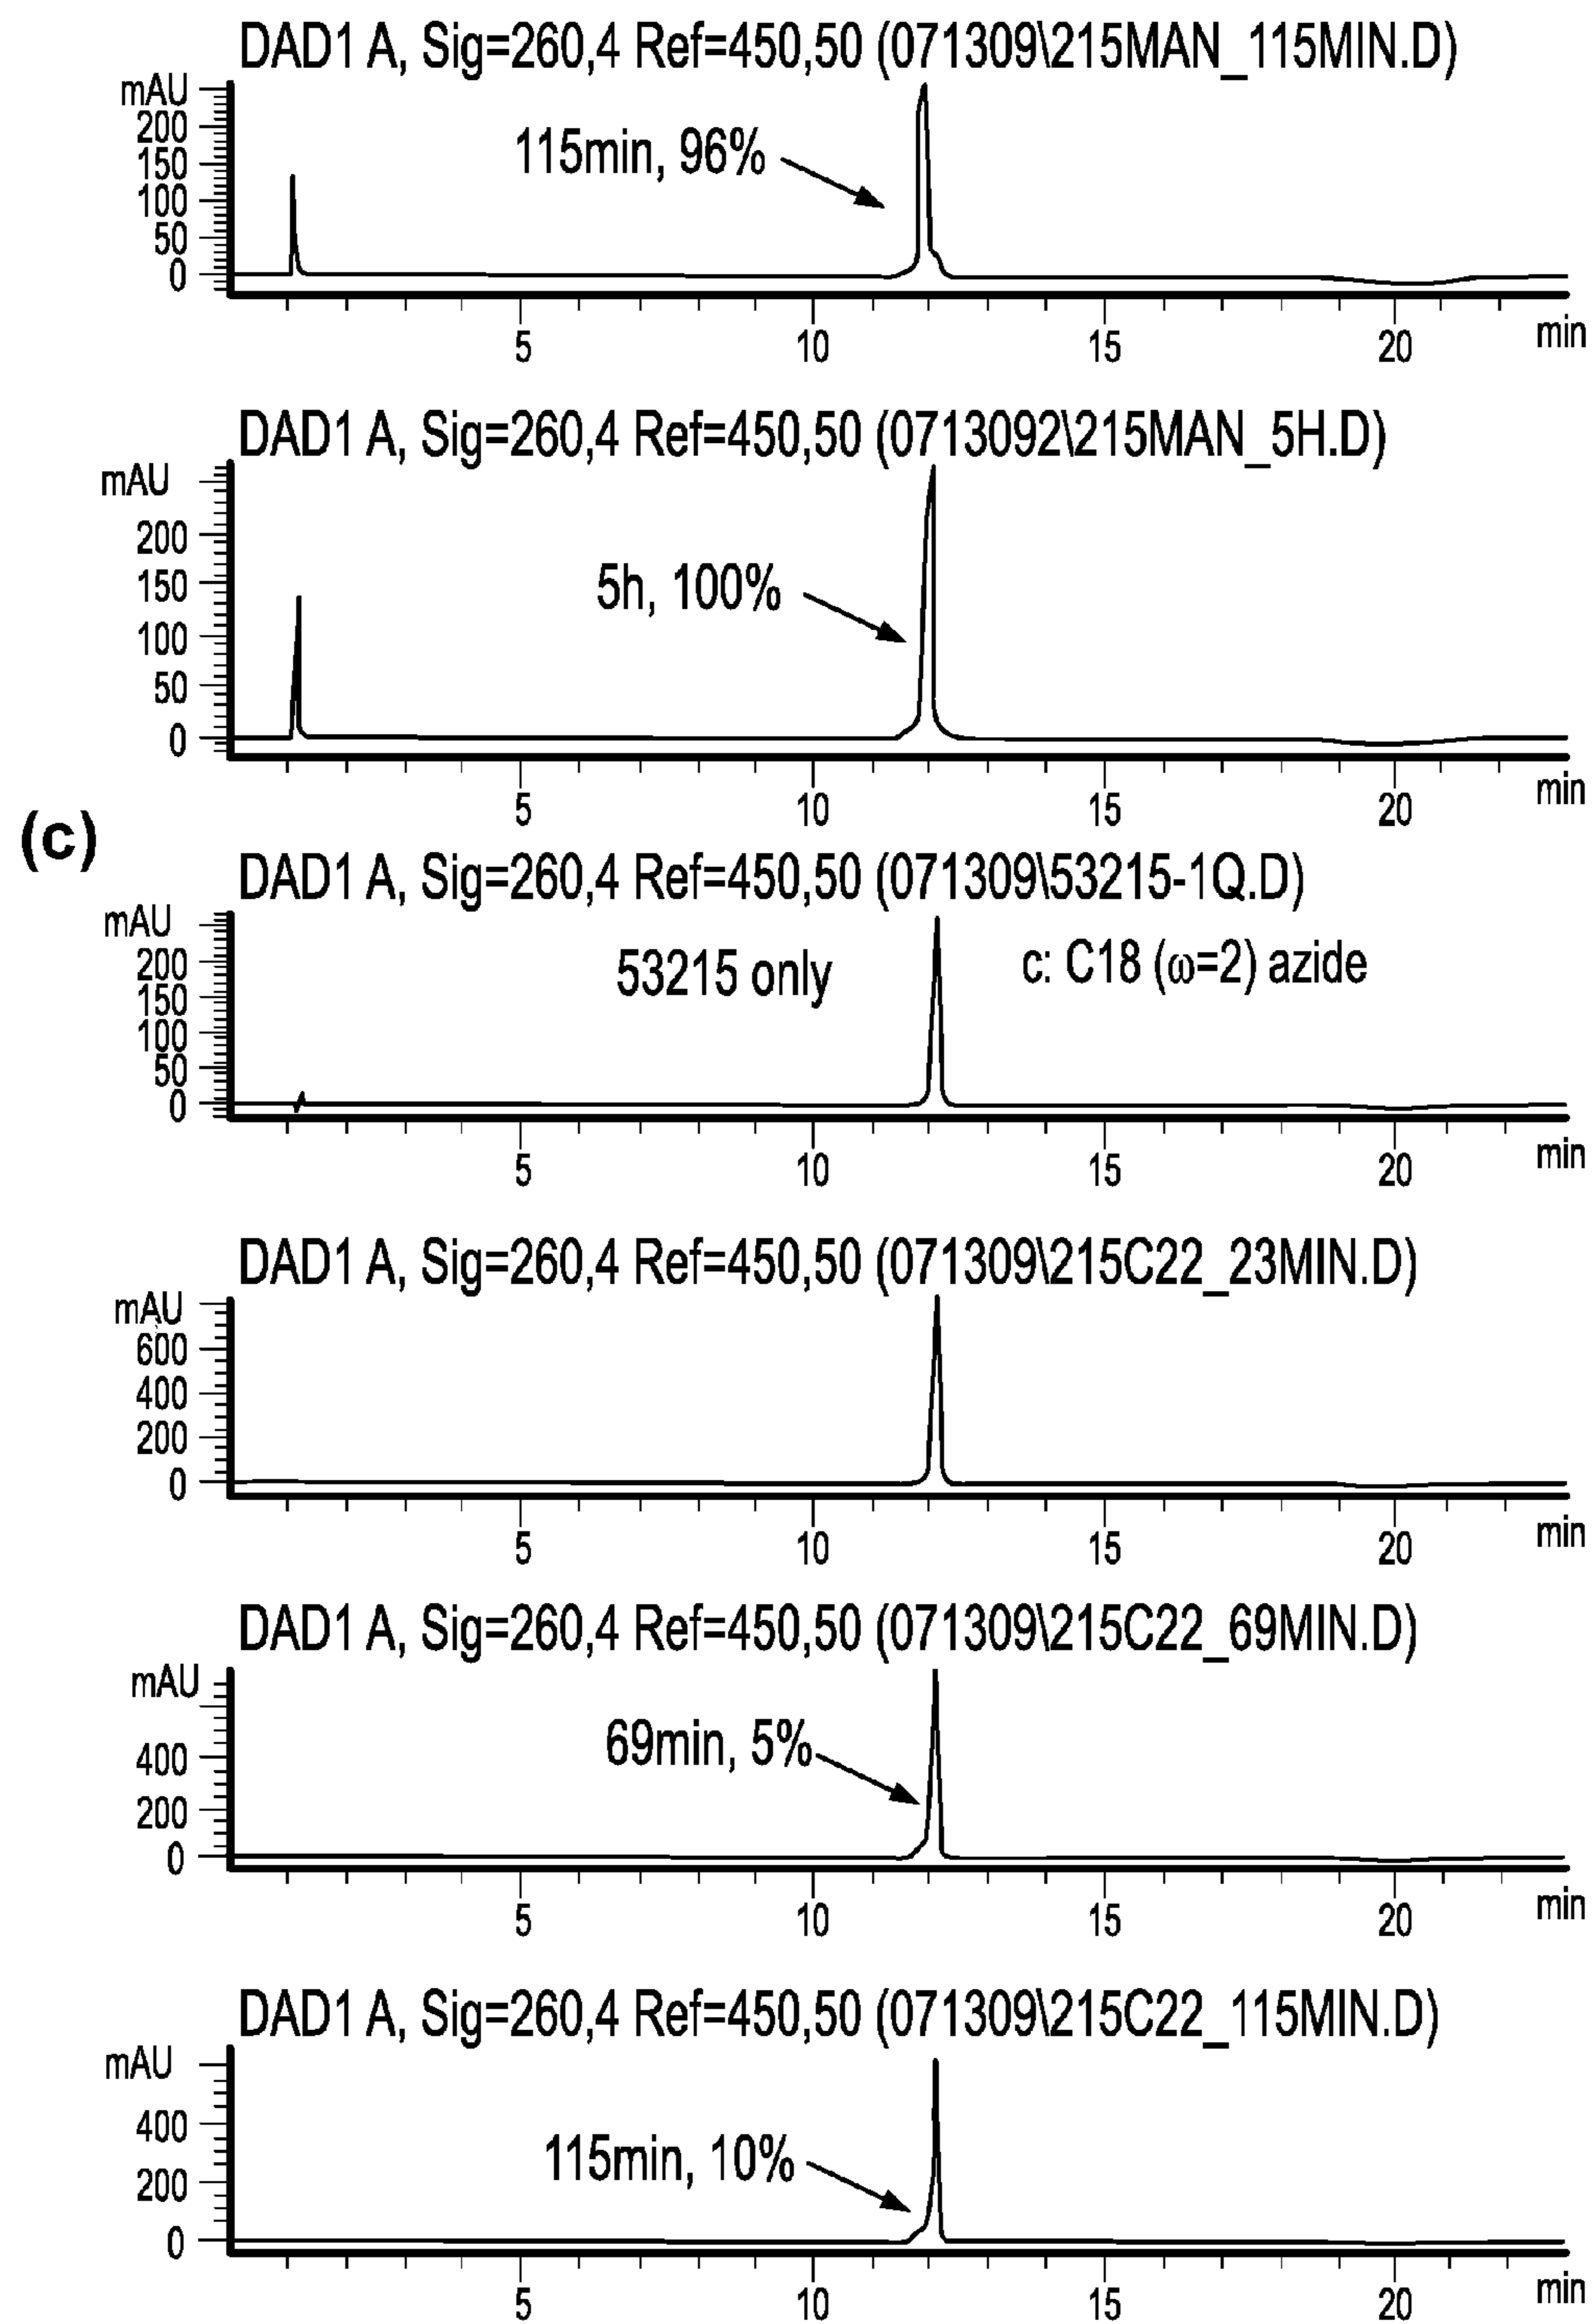 DAD1 A, Sig=260,4 Ref=450,50 (071309\215MAN_115MIN.D)
mAU
200
150
100
50
0
115min, 96%
5 10 15 20 min
DAD1 A, Sig=260,4 Ref=450,50 (0713092\215MAN_5H.D)
mAU
200
150
100
50
0
5h, 100%
5 10 15 20 min
(c)
DAD1 A, Sig=260,4 Ref=450,50 (071309\53215-1Q.D)
mAU
200
150
100
50
0
53215 only
c: C18 (ω=2) azide
5 10 15 20 min
DAD1 A, Sig=260,4 Ref=450,50 (071309\215C22_23MIN.D)
mAU
600
400
200
0
5 10 15 20 min
DAD1 A, Sig=260,4 Ref=450,50 (071309\215C22_69MIN.D)
mAU
400
200
0
69min, 5%
5 10 15 20 min
DAD1 A, Sig=260,4 Ref=450,50 (071309\215C22_115MIN.D)
mAU
400
200
0
115min, 10%
5 10 15 20 min